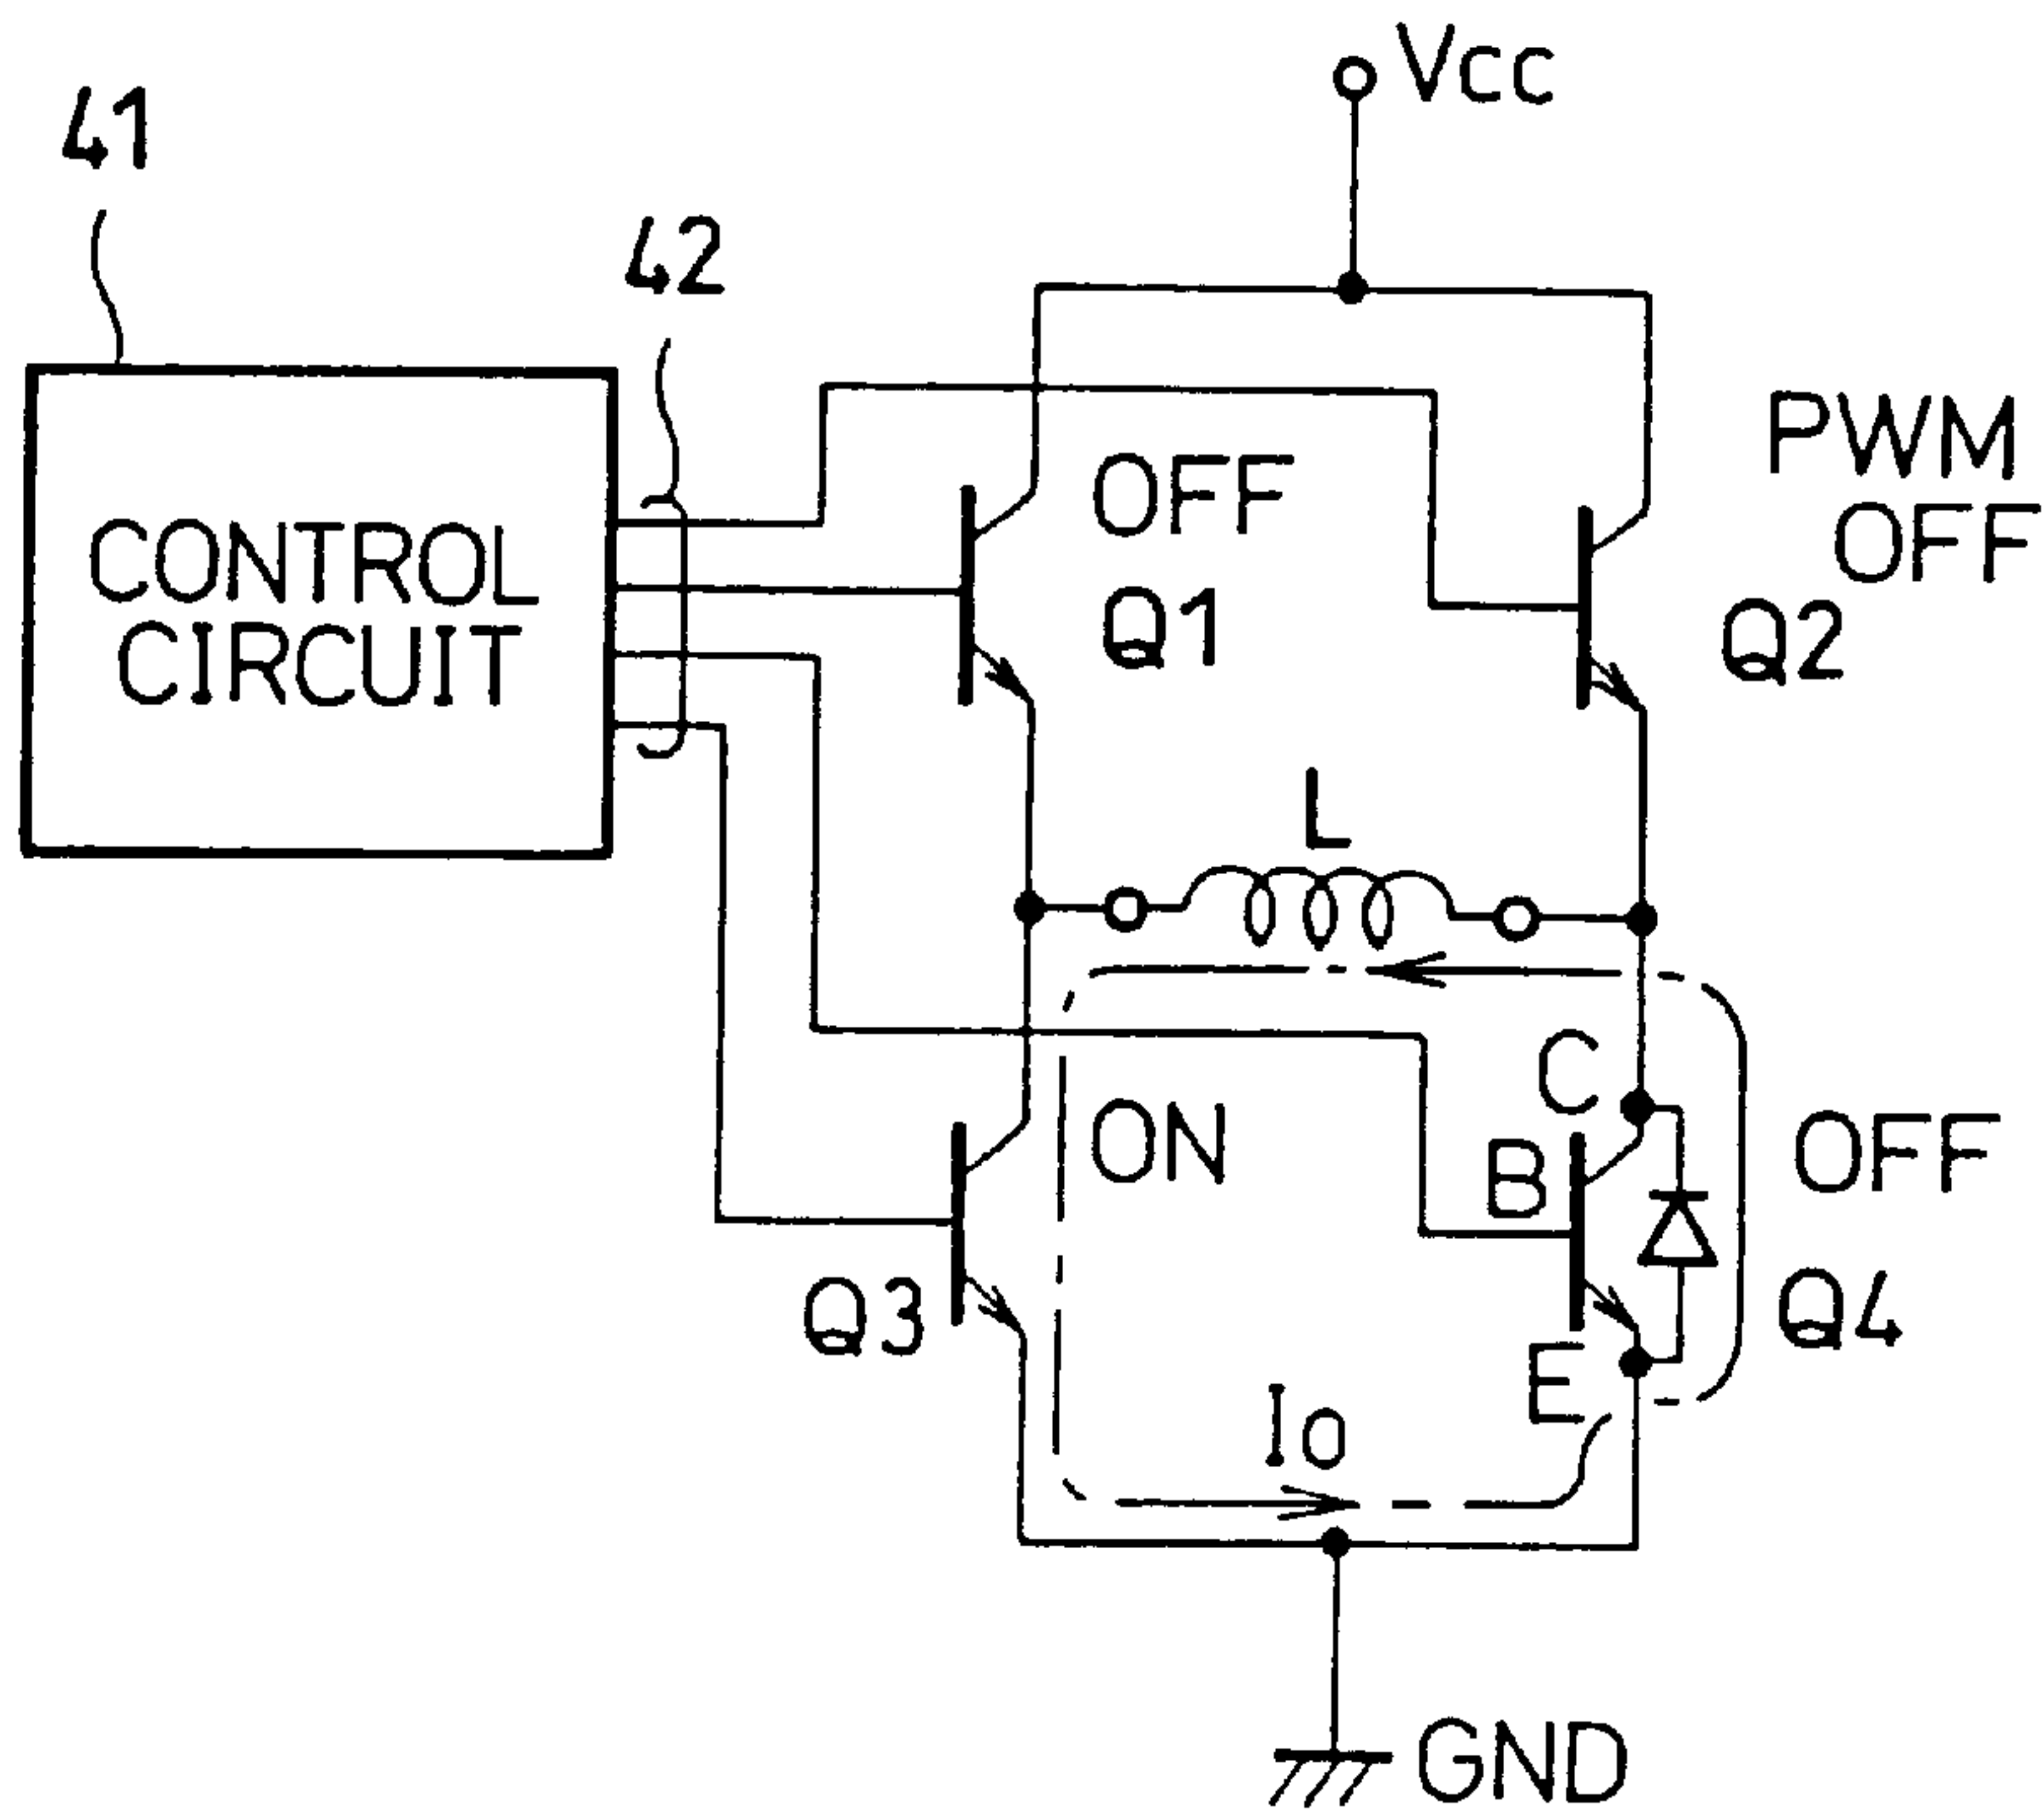 Vcc
41
42
CONTROL
CIRCUIT
OFF
Q1
PWM
OFF
Q2
L
C
B
E
ON
Q3
OFF
Q4
Io
GND